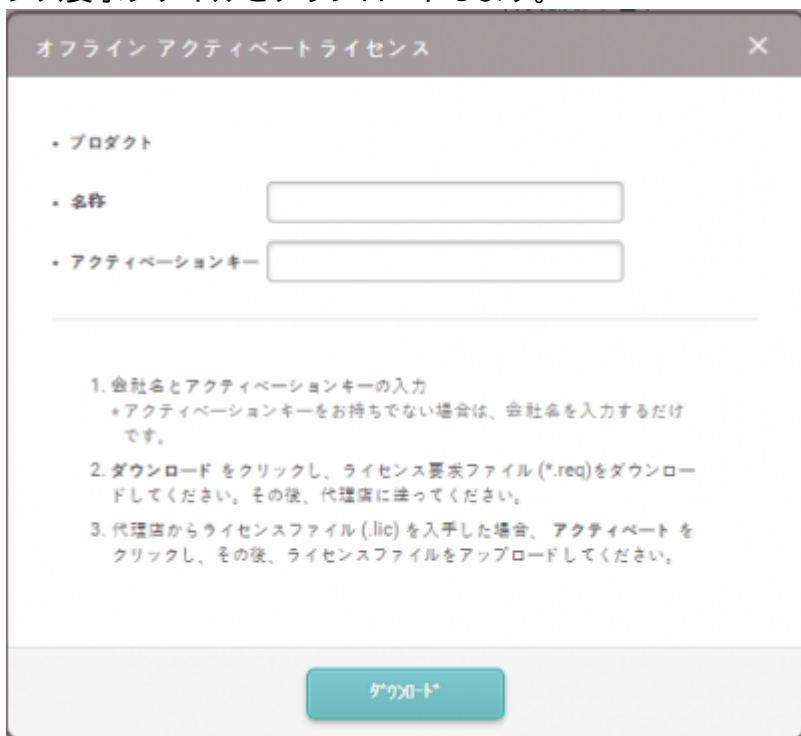 オフライン アクティベートライセンス
• プロダクト
• 名称
• アクティベーションキー
1. 会社名とアクティベーションキーの入力
*アクティベーションキーをお持ちでない場合は、会社名を入力するだけ
です。
2. ダウンロード をクリックし、ライセンス要求ファイル (*.req)をダウンロー
ドしてください。その後、代理店に送ってください。
3. 代理店からライセンスファイル (.lic) を入手した場合、 アクティベート を
クリックし、その後、ライセンスファイルをアップロードしてください。
ダウンロード